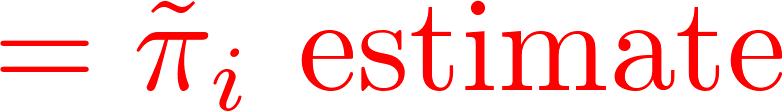 = π̃ᵢ estimate